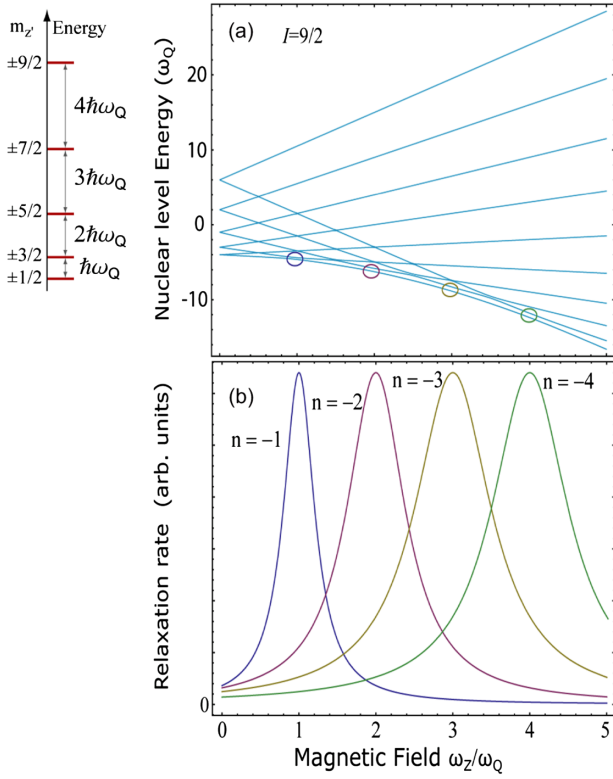 m_z' Energy
±9/2
4ħω_Q
±7/2
3ħω_Q
±5/2
2ħω_Q
±3/2
ħω_Q
±1/2
(a) I=9/2
Nuclear level Energy (ω_Q)
20
10
0
-10
(b)
n = −1
n = −2
n = −3
n = −4
Relaxation rate (arb. units)
0
0 1 2 3 4 5
Magnetic Field ω_Z/ω_Q